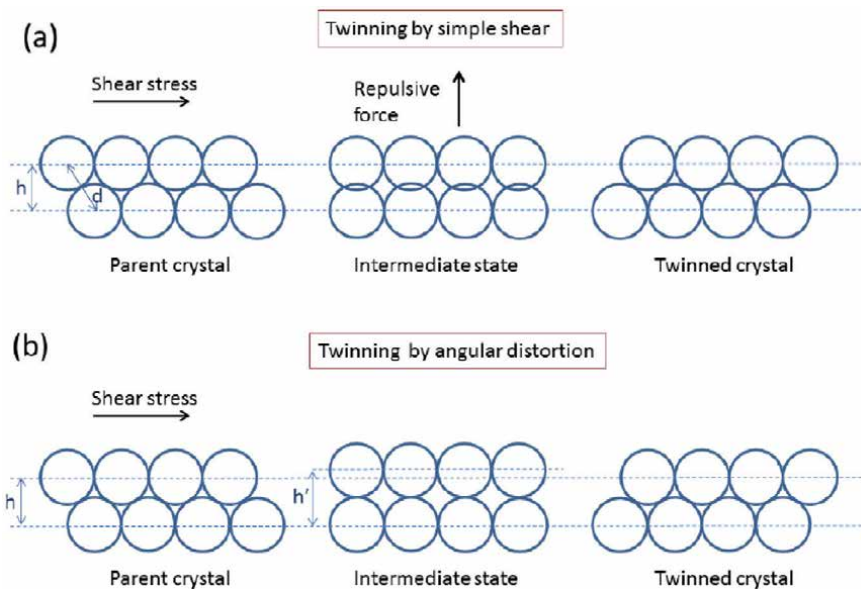 (a)
Twinning by simple shear
Shear stress
Repulsive
force
h
d
Parent crystal
Intermediate state
Twinned crystal
(b)
Twinning by angular distortion
Shear stress
h
h'
Parent crystal
Intermediate state
Twinned crystal